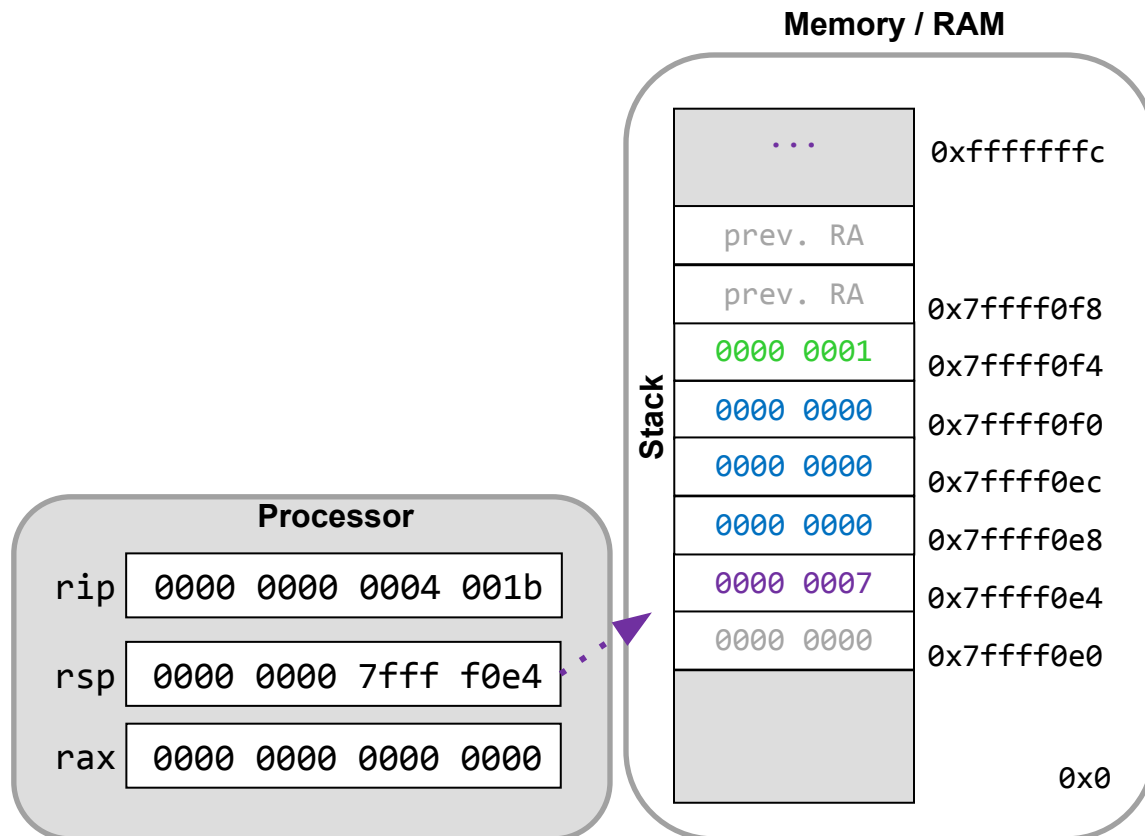 Memory / RAM
...
0xfffffffc
prev. RA
prev. RA
0x7ffff0f8
0000 0001
0x7ffff0f4
0000 0000
0x7ffff0f0
0000 0000
0x7ffff0ec
0000 0000
0x7ffff0e8
0000 0007
0x7ffff0e4
0000 0000
0x7ffff0e0
0x0
Stack
Processor
rip 0000 0000 0004 001b
rsp 0000 0000 7fff f0e4
rax 0000 0000 0000 0000